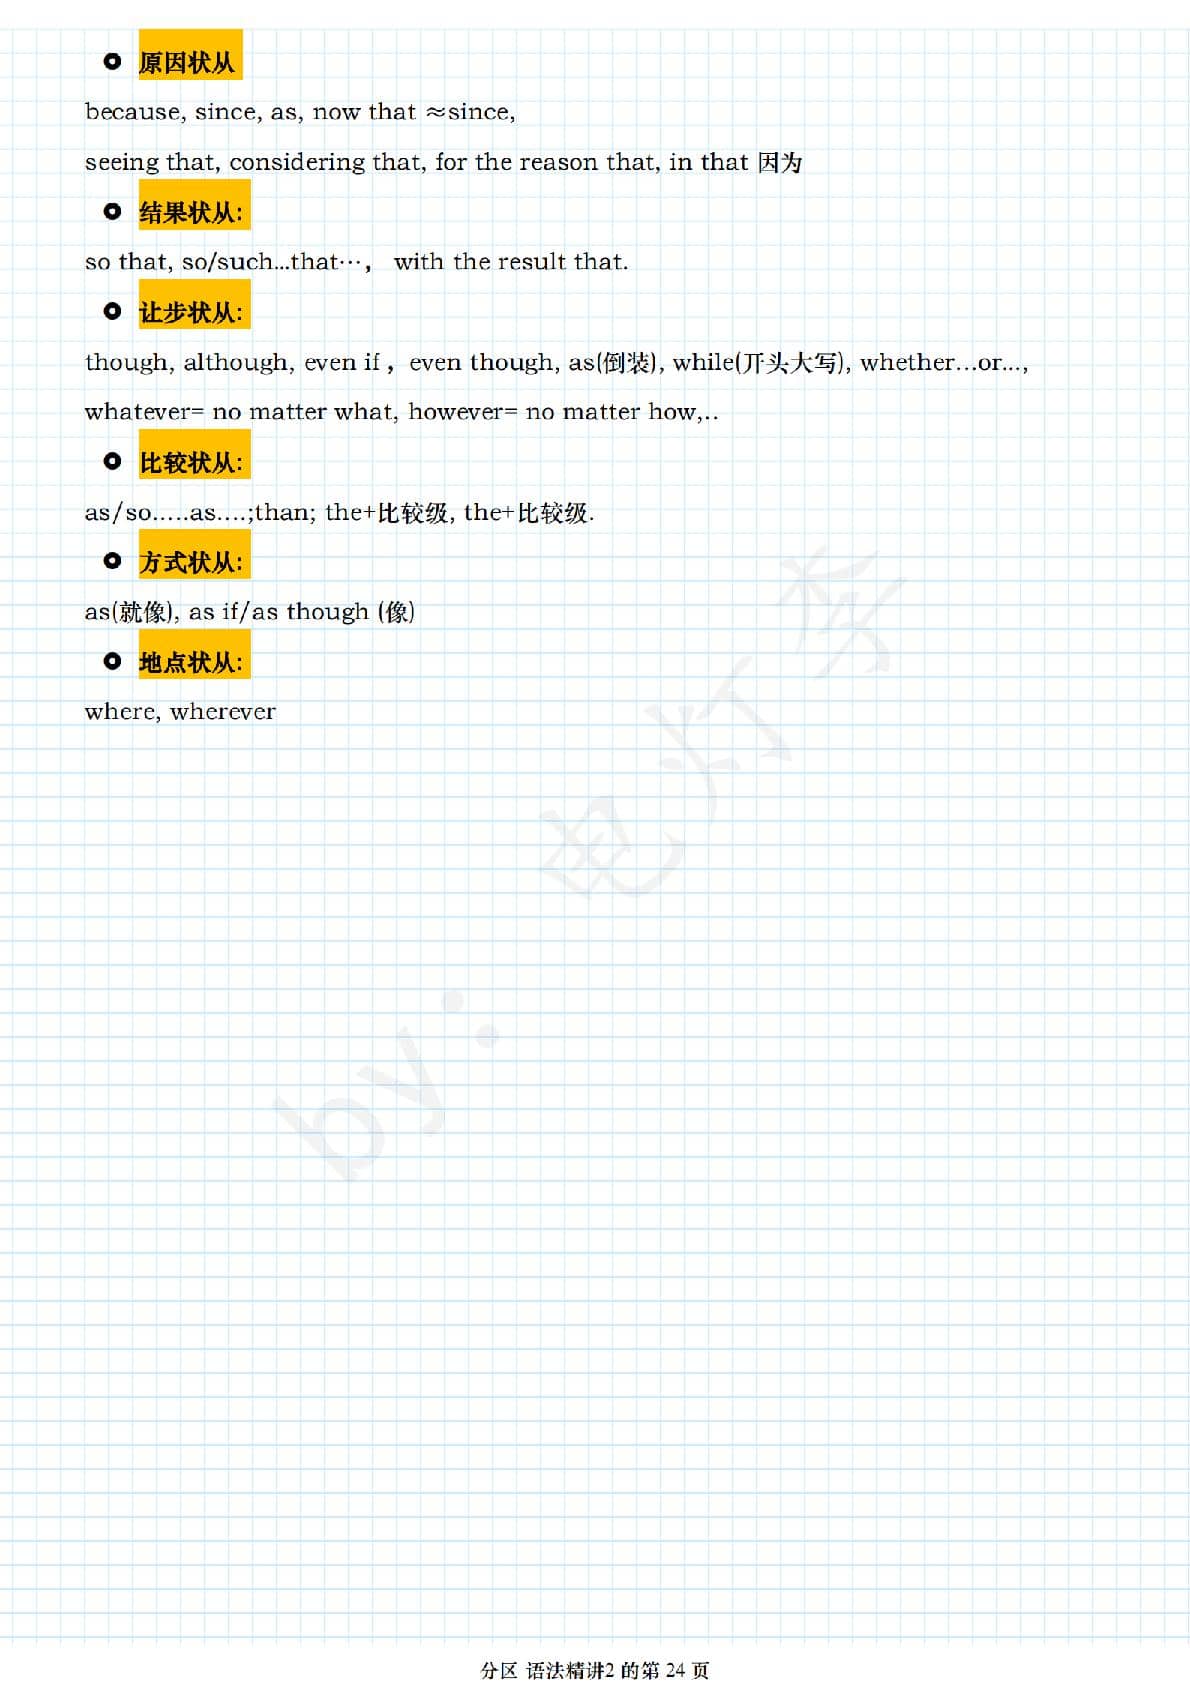 原因状从
because, since, as, now that ≈since,
seeing that, considering that, for the reason that, in that 因为
结果状从:
so that, so/such...that···, with the result that.
让步状从:
though, although, even if , even though, as(倒装), while(开头大写), whether...or...,
whatever= no matter what, however= no matter how,..
比较状从:
as/so.....as....;than; the+比较级, the+比较级.
方式状从:
as(就像), as if/as though (像)
地点状从:
where, wherever
by: 电灯李
分区 语法精讲2 的第 24 页